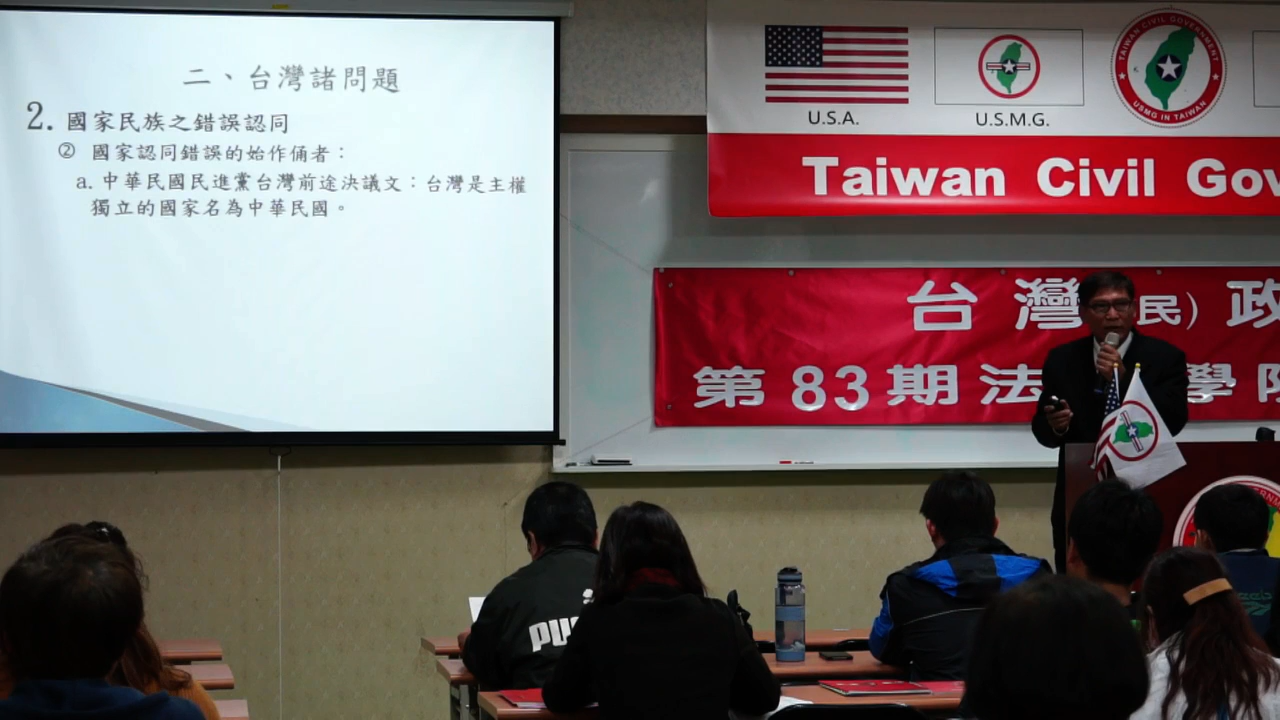 二、台灣諸問題
2. 國家民族之錯誤認同
② 國家認同錯誤的始作俑者：
a. 中華民國民進黨台灣前途決議文：台灣是主權
獨立的國家名為中華民國。
U.S.A.
U.S.M.G.
TAIWAN CIVIL GOVERNMENT
USMG IN TAIWAN
Taiwan Civil Gov
台灣民）政
第83期法學院
PU